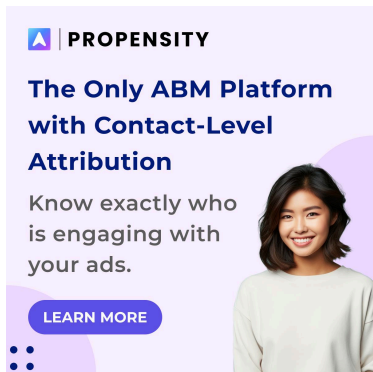 PROPENSITY
The Only ABM Platform
with Contact-Level
Attribution
Know exactly who
is engaging with
your ads.
LEARN MORE